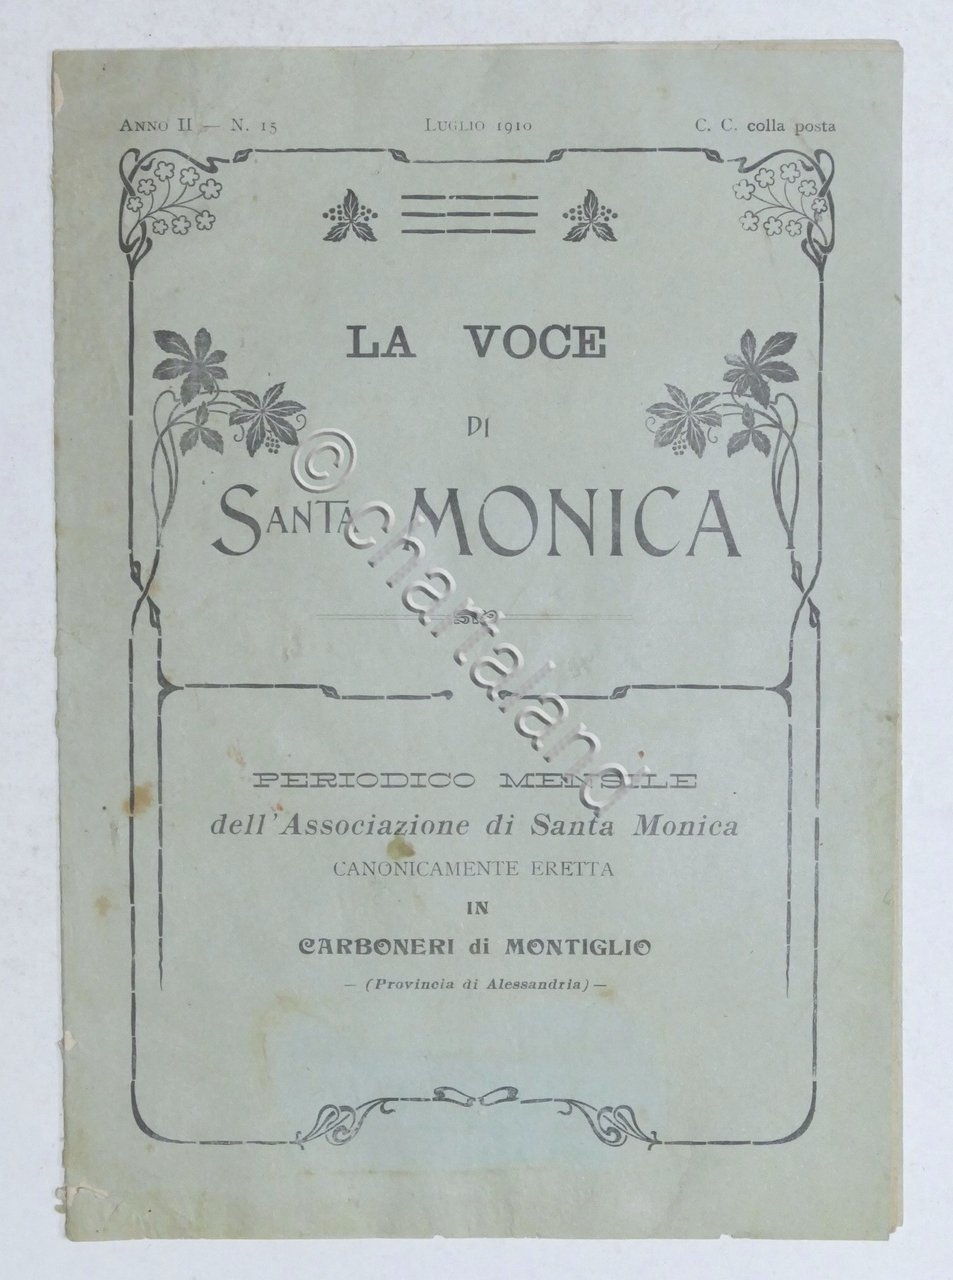 ANNO II — N. 15 LUGLIO 1910 C. C. colla posta
LA VOCE
DI
SANTA MONICA
PERIODICO MENSILE
dell'Associazione di Santa Monica
CANONICAMENTE ERETTA
IN
CARBONERI di MONTIGLIO
— (Provincia di Alessandria) —
© chartaland